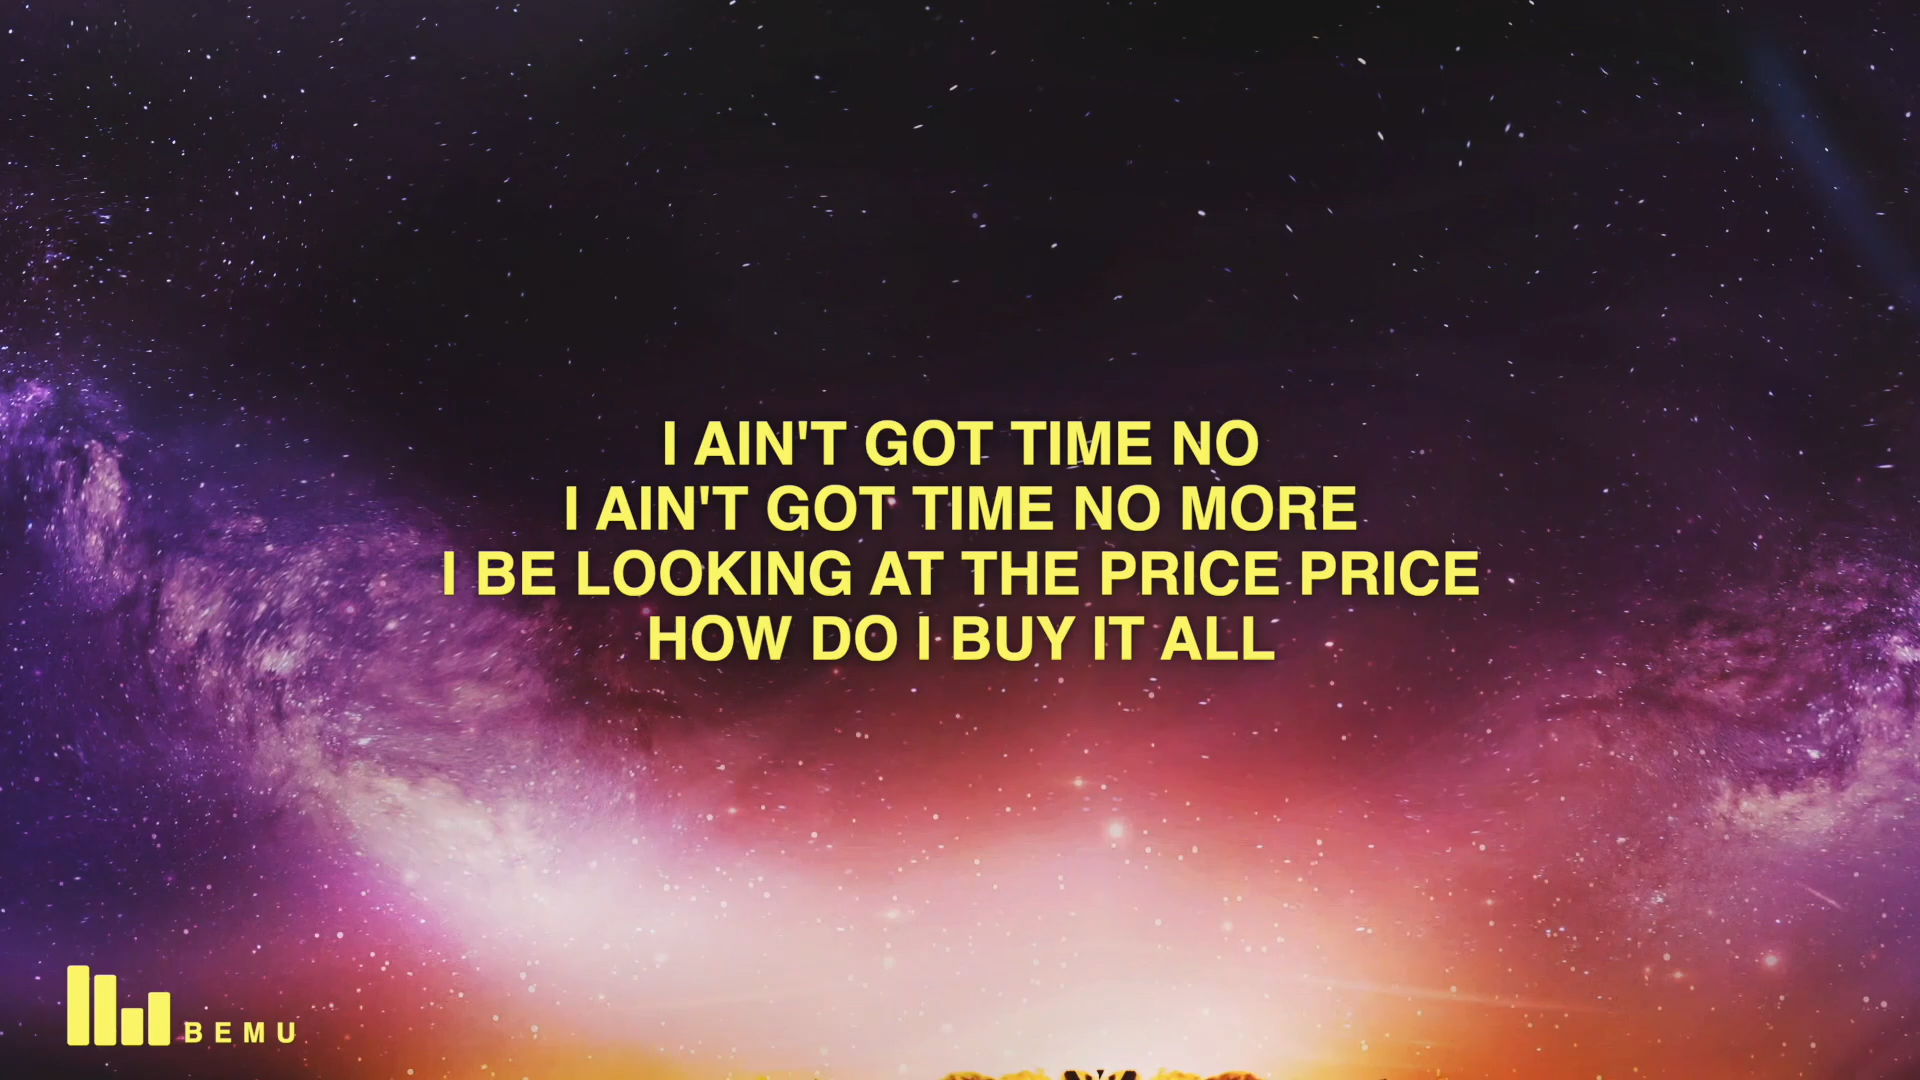 I AIN'T GOT TIME NO
I AIN'T GOT TIME NO MORE
I BE LOOKING AT THE PRICE PRICE
HOW DO I BUY IT ALL
BEMU